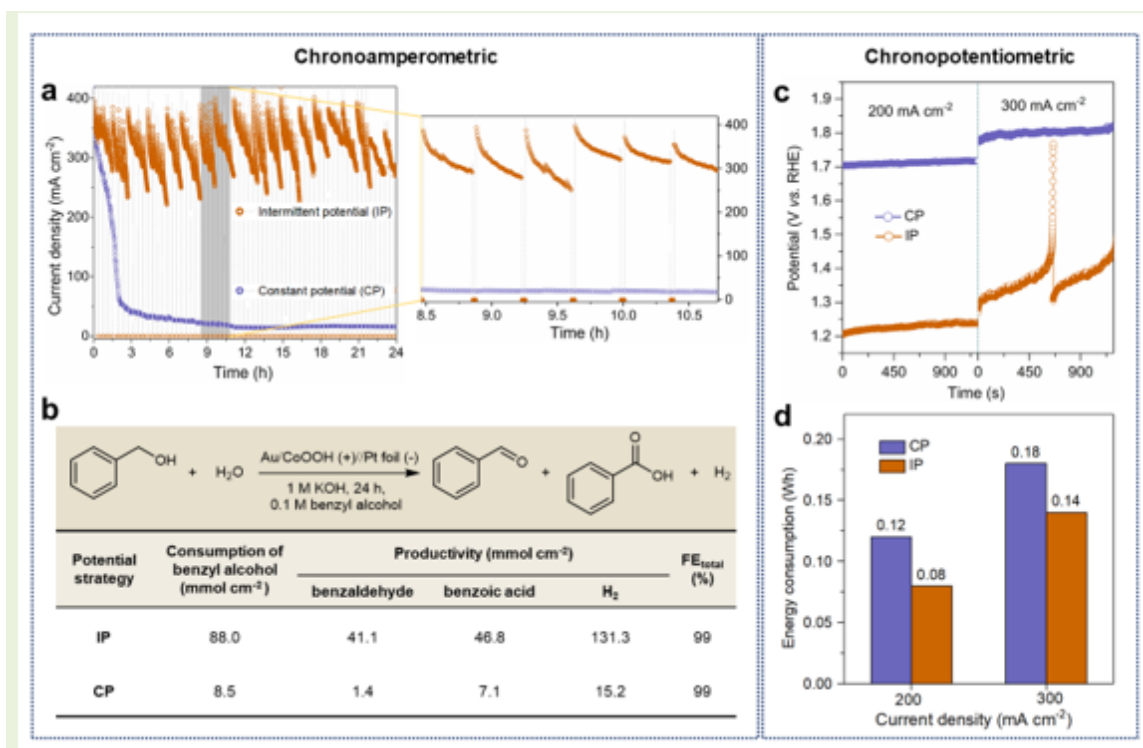 Chronoamperometric
Chronopotentiometric
a
400
300
200
100
0
Current density (mA cm⁻²)
Intermittent potential (IP)
Constant potential (CP)
0 3 6 9 12 15 18 21 24
Time (h)
400
300
200
100
0
8.5 9.0 9.5 10.0 10.5
Time (h)
b
OH + H₂O
Au/CoOOH (+)//Pt foil (-)
1 M KOH, 24 h,
0.1 M benzyl alcohol
O + O OH + H₂
Potential strategy
Consumption of benzyl alcohol (mmol cm⁻²)
Productivity (mmol cm⁻²)
FEtotal (%)
benzaldehyde benzoic acid H₂
IP 88.0 41.1 46.8 131.3 99
CP 8.5 1.4 7.1 15.2 99
c
200 mA cm⁻² 300 mA cm⁻²
1.9
1.8
1.7
1.6
1.5
1.4
1.3
1.2
Potential (V vs. RHE)
CP
IP
0 450 900 0 450 900
Time (s)
d
0.20
0.15
0.10
0.05
0.00
Energy consumption (Wh)
CP
IP
0.12 0.08 0.18 0.14
200 300
Current density (mA cm⁻²)